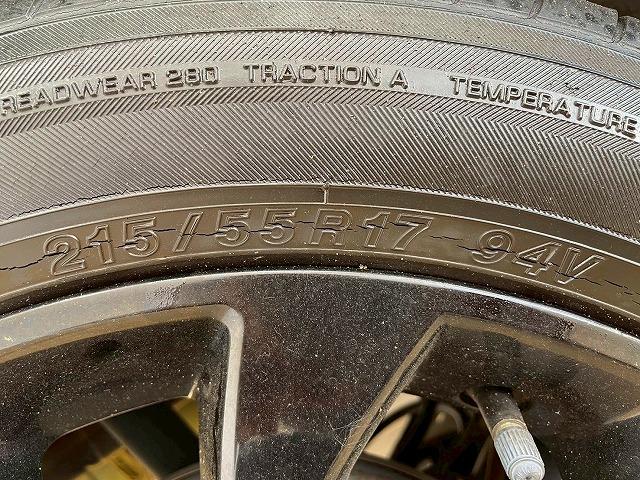 READWEAR 280 TRACTION A TEMPERATURE
215/55R17 94V